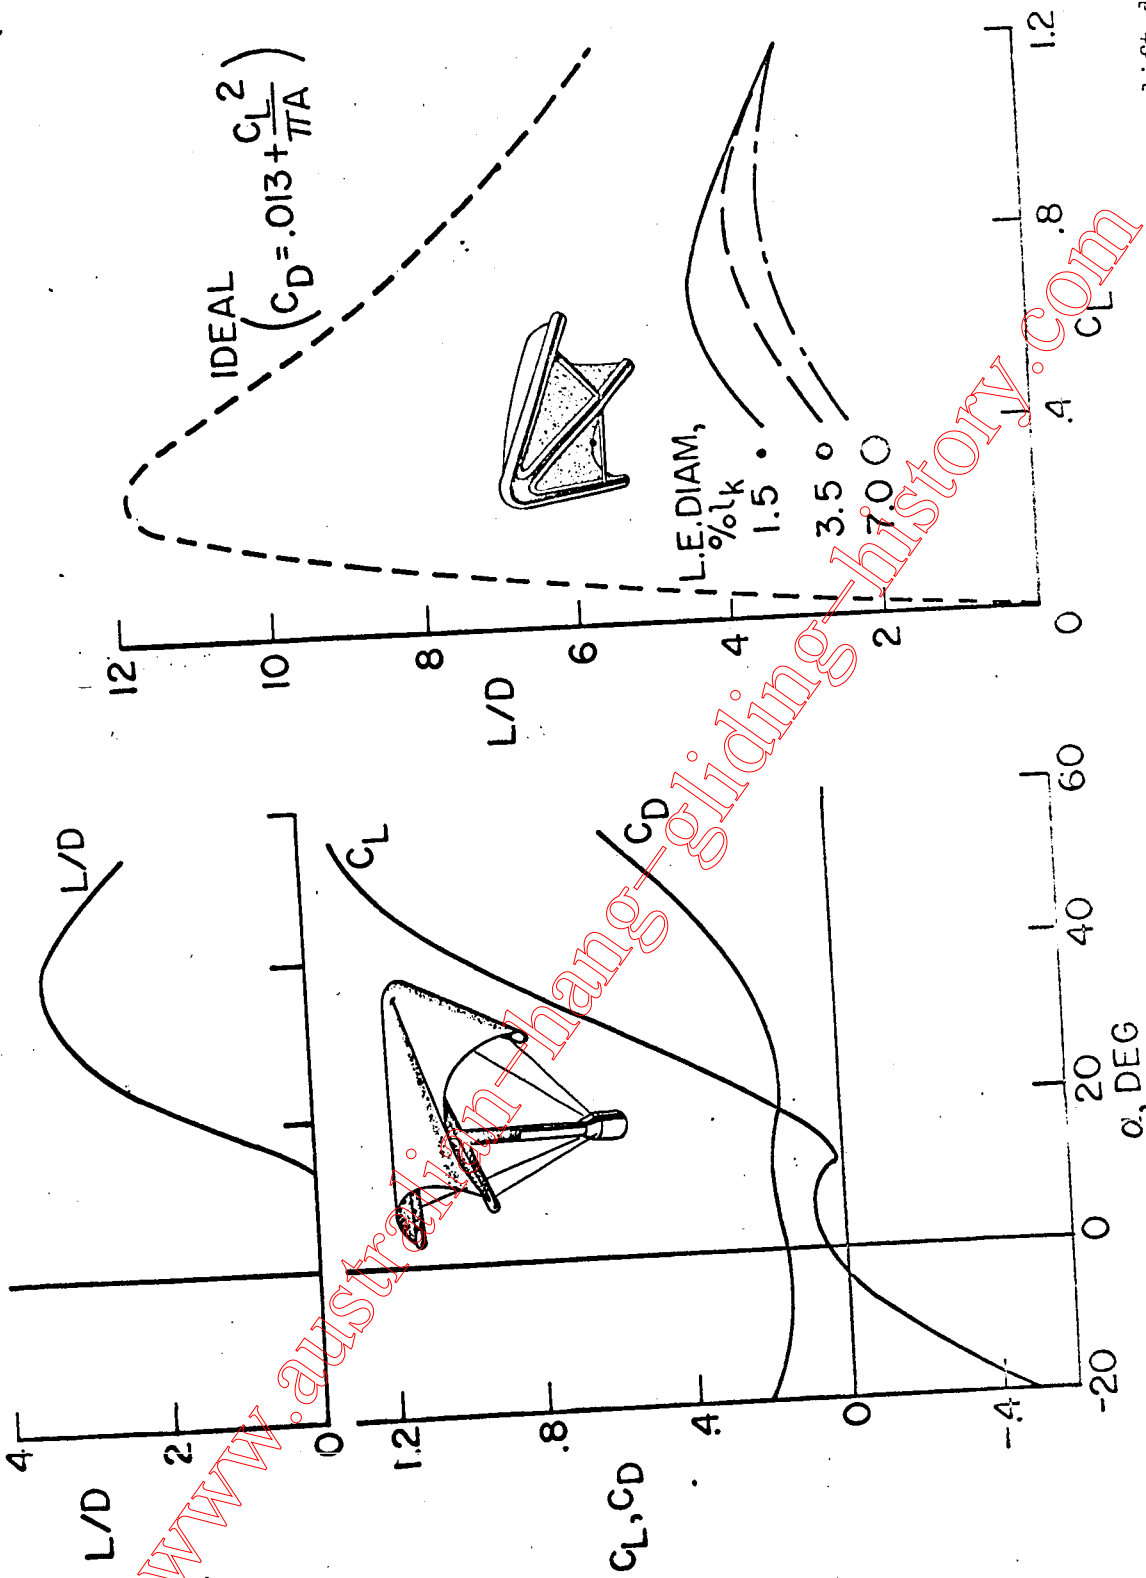 L/D
4
2
0
L/D
C_L, C_D
1.2
.8
.4
0
-.4
C_L
C_D
-20
0
20
40
60
α, DEG
L/D
12
10
8
6
4
2
0
IDEAL
(C_D = .013 + C_L²/πA)
L.E. DIAM,
%l_k
1.5
3.5
7.0
.4
.8
1.2
C_L
www.australian-hang-gliding-history.com